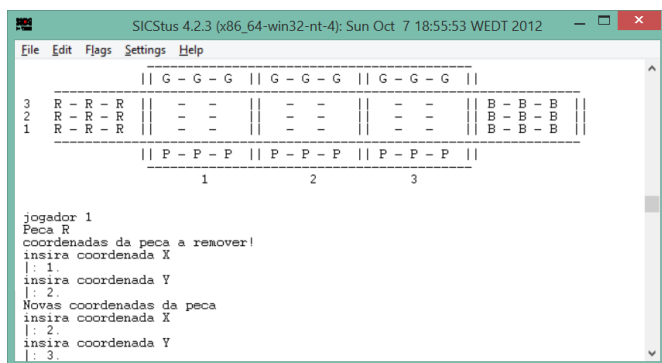 SICStus 4.2.3 (x86_64-win32-nt-4): Sun Oct 7 18:55:53 WEDT 2012
File Edit Flags Settings Help
|| G - G - G || G - G - G || G - G - G ||
3 R - R - R || - - || - - || - - || B - B - B ||
2 R - R - R || - - || - - || - - || B - B - B ||
1 R - R - R || - - || - - || - - || B - B - B ||
|| P - P - P || P - P - P || P - P - P ||
1 2 3
jogador 1
Peca R
coordenadas da peca a remover!
insira coordenada X
|: 1.
insira coordenada Y
|: 2.
Novas coordenadas da peca
insira coordenada X
|: 2.
insira coordenada Y
|: 3.